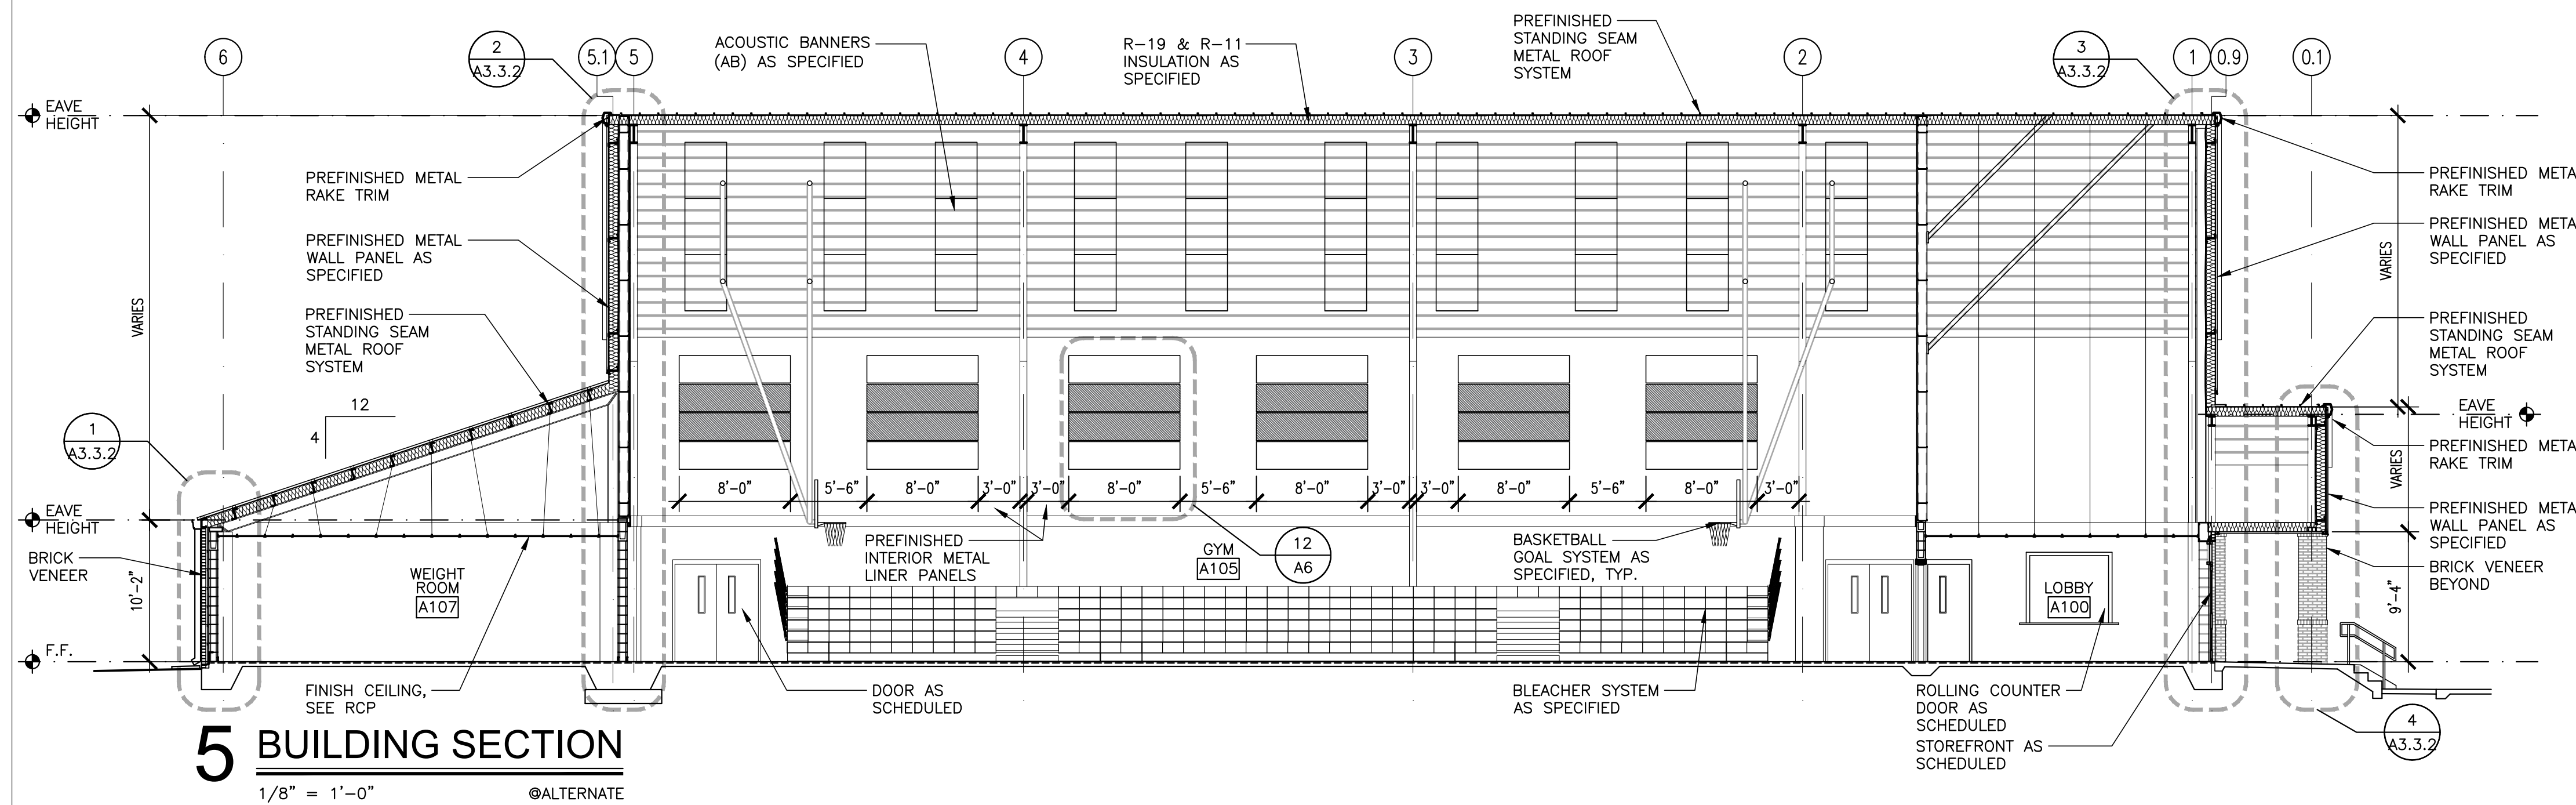 6
2
A3.3.2
5.1
5
ACOUSTIC BANNERS
(AB) AS SPECIFIED
4
R-19 & R-11
INSULATION AS
SPECIFIED
3
PREFINISHED
STANDING SEAM
METAL ROOF
SYSTEM
2
3
A3.3.2
1
0.9
0.1
EAVE
HEIGHT
VARIES
PREFINISHED METAL
RAKE TRIM
PREFINISHED METAL
WALL PANEL AS
SPECIFIED
PREFINISHED
STANDING SEAM
METAL ROOF
SYSTEM
12
4
1
A3.3.2
EAVE
HEIGHT
BRICK
VENEER
10'-2"
F.F.
WEIGHT
ROOM
A107
FINISH CEILING,
SEE RCP
8'-0"
5'-6"
8'-0"
3'-0"
3'-0"
8'-0"
5'-6"
8'-0"
3'-0"
3'-0"
8'-0"
5'-6"
8'-0"
3'-0"
PREFINISHED
INTERIOR METAL
LINER PANELS
GYM
A105
12
A6
BASKETBALL
GOAL SYSTEM AS
SPECIFIED, TYP.
DOOR AS
SCHEDULED
BLEACHER SYSTEM
AS SPECIFIED
LOBBY
A100
ROLLING COUNTER
DOOR AS
SCHEDULED
STOREFRONT AS
SCHEDULED
VARIES
PREFINISHED META
RAKE TRIM
PREFINISHED META
WALL PANEL AS
SPECIFIED
PREFINISHED
STANDING SEAM
METAL ROOF
SYSTEM
EAVE
HEIGHT
VARIES
PREFINISHED META
RAKE TRIM
PREFINISHED META
WALL PANEL AS
SPECIFIED
BRICK VENEER
BEYOND
9'-4"
4
A3.3.2
5 BUILDING SECTION
1/8" = 1'-0" @ALTERNATE